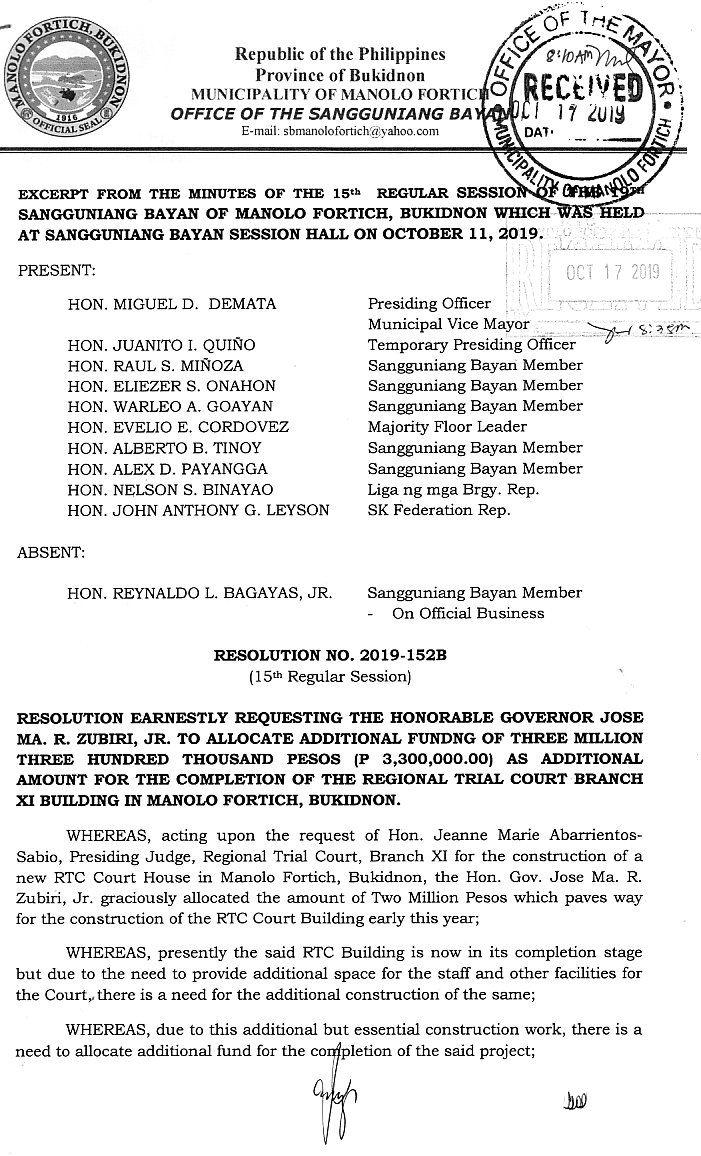 MANOLO FORTICH, BUKIDNON
1916
OFFICIAL SEAL
Republic of the Philippines
Province of Bukidnon
MUNICIPALITY OF MANOLO FORTICH
OFFICE OF THE SANGGUNIANG BAYAN
E-mail: sbmanolofortich@yahoo.com
OFFICE OF THE MAYOR
8:10AM
RECEIVED
OCT 17 2019
DATE
MUNICIPALITY OF MANOLO FORTICH
EXCERPT FROM THE MINUTES OF THE 15th REGULAR SESSION OF THE 19TH
SANGGUNIANG BAYAN OF MANOLO FORTICH, BUKIDNON WHICH WAS HELD
AT SANGGUNIANG BAYAN SESSION HALL ON OCTOBER 11, 2019.
OCT 17 2019
PRESENT:
HON. MIGUEL D. DEMATA Presiding Officer
Municipal Vice Mayor
8:38am
HON. JUANITO I. QUIÑO Temporary Presiding Officer
HON. RAUL S. MIÑOZA Sangguniang Bayan Member
HON. ELIEZER S. ONAHON Sangguniang Bayan Member
HON. WARLEO A. GOAYAN Sangguniang Bayan Member
HON. EVELIO E. CORDOVEZ Majority Floor Leader
HON. ALBERTO B. TINOY Sangguniang Bayan Member
HON. ALEX D. PAYANGGA Sangguniang Bayan Member
HON. NELSON S. BINAYAO Liga ng mga Brgy. Rep.
HON. JOHN ANTHONY G. LEYSON SK Federation Rep.
ABSENT:
HON. REYNALDO L. BAGAYAS, JR. Sangguniang Bayan Member
- On Official Business
RESOLUTION NO. 2019-152B
(15th Regular Session)
RESOLUTION EARNESTLY REQUESTING THE HONORABLE GOVERNOR JOSE
MA. R. ZUBIRI, JR. TO ALLOCATE ADDITIONAL FUNDNG OF THREE MILLION
THREE HUNDRED THOUSAND PESOS (P 3,300,000.00) AS ADDITIONAL
AMOUNT FOR THE COMPLETION OF THE REGIONAL TRIAL COURT BRANCH
XI BUILDING IN MANOLO FORTICH, BUKIDNON.
WHEREAS, acting upon the request of Hon. Jeanne Marie Abarrientos-
Sabio, Presiding Judge, Regional Trial Court, Branch XI for the construction of a
new RTC Court House in Manolo Fortich, Bukidnon, the Hon. Gov. Jose Ma. R.
Zubiri, Jr. graciously allocated the amount of Two Million Pesos which paves way
for the construction of the RTC Court Building early this year;
WHEREAS, presently the said RTC Building is now in its completion stage
but due to the need to provide additional space for the staff and other facilities for
the Court, there is a need for the additional construction of the same;
WHEREAS, due to this additional but essential construction work, there is a
need to allocate additional fund for the completion of the said project;